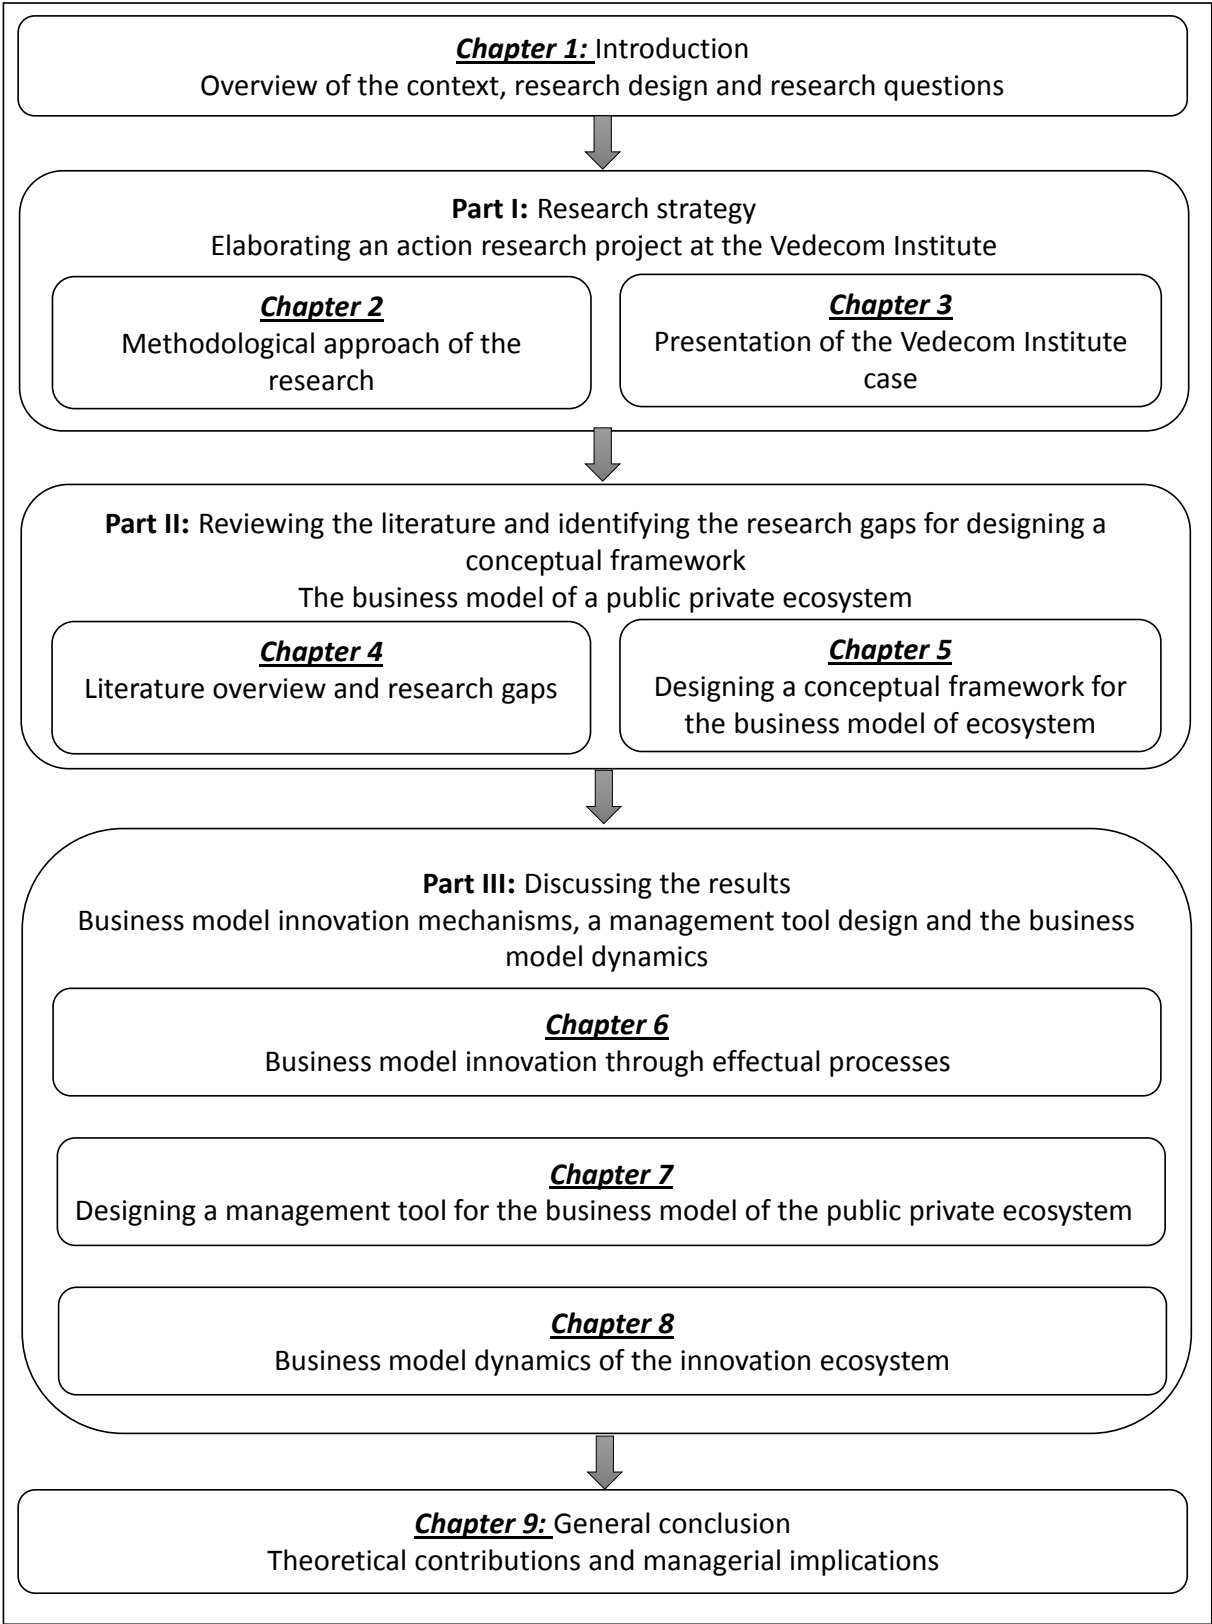 Chapter 1: Introduction
Overview of the context, research design and research questions
Part I: Research strategy
Elaborating an action research project at the Vedecom Institute
Chapter 2
Methodological approach of the
research
Chapter 3
Presentation of the Vedecom Institute
case
Part II: Reviewing the literature and identifying the research gaps for designing a
conceptual framework
The business model of a public private ecosystem
Chapter 4
Literature overview and research gaps
Chapter 5
Designing a conceptual framework for
the business model of ecosystem
Part III: Discussing the results
Business model innovation mechanisms, a management tool design and the business
model dynamics
Chapter 6
Business model innovation through effectual processes
Chapter 7
Designing a management tool for the business model of the public private ecosystem
Chapter 8
Business model dynamics of the innovation ecosystem
Chapter 9: General conclusion
Theoretical contributions and managerial implications